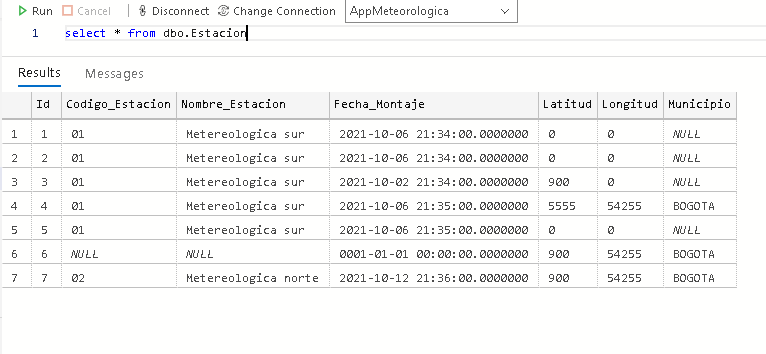 Run Cancel Disconnect Change Connection AppMeteorologica
1 select * from dbo.Estacion
Results Messages
Id Codigo_Estacion Nombre_Estacion Fecha_Montaje Latitud Longitud Municipio
1 1 01 Metereologica sur 2021-10-06 21:34:00.0000000 0 0 NULL
2 2 01 Metereologica sur 2021-10-06 21:34:00.0000000 0 0 NULL
3 3 01 Metereologica sur 2021-10-02 21:34:00.0000000 900 0 NULL
4 4 01 Metereologica sur 2021-10-06 21:35:00.0000000 5555 54255 BOGOTA
5 5 01 Metereologica sur 2021-10-06 21:35:00.0000000 0 0 NULL
6 6 NULL NULL 0001-01-01 00:00:00.0000000 900 54255 BOGOTA
7 7 02 Metereologica norte 2021-10-12 21:36:00.0000000 900 54255 BOGOTA